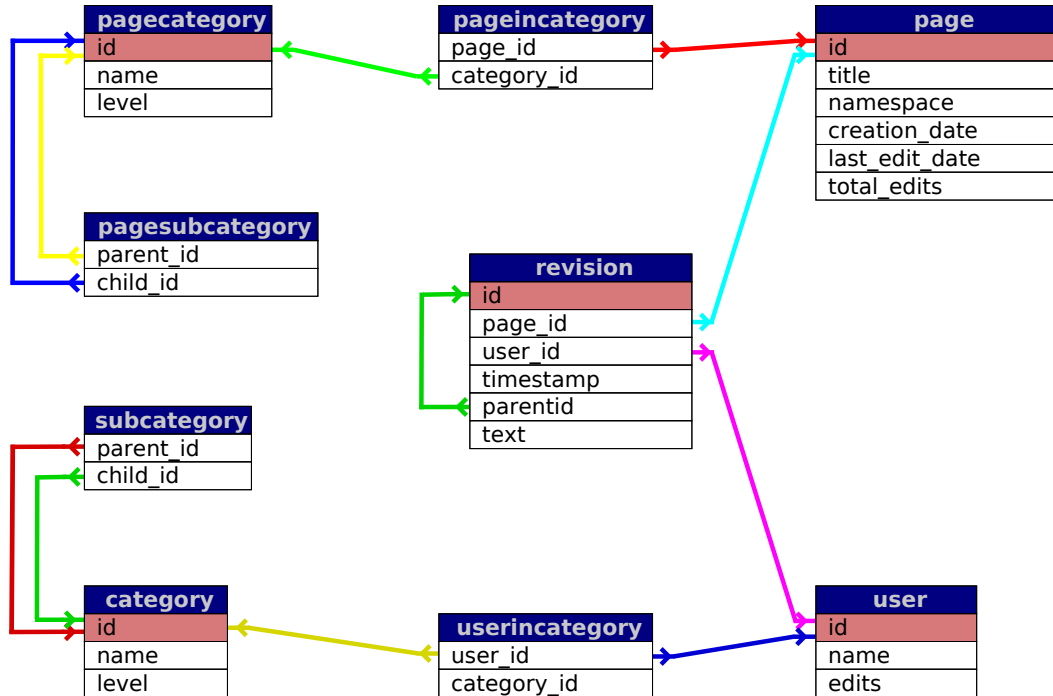 pagecategory
id
name
level
pageincategory
page_id
category_id
page
id
title
namespace
creation_date
last_edit_date
total_edits
pagesubcategory
parent_id
child_id
revision
id
page_id
user_id
timestamp
parentid
text
subcategory
parent_id
child_id
category
id
name
level
userincategory
user_id
category_id
user
id
name
edits